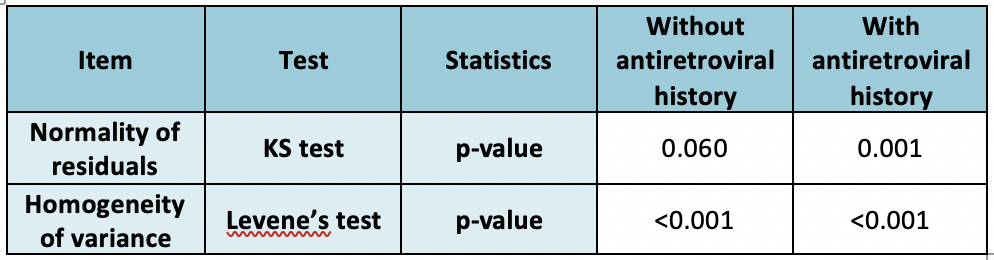 Item
Test
Statistics
Without
antiretroviral
history
With
antiretroviral
history
Normality of
residuals
KS test
p-value
0.060
0.001
Homogeneity
of variance
Levene’s test
p-value
<0.001
<0.001